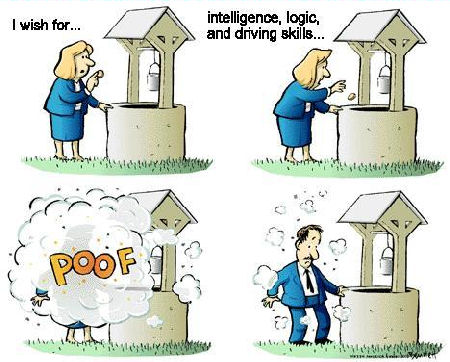 I wish for...
intelligence, logic,
and driving skills...
POOF